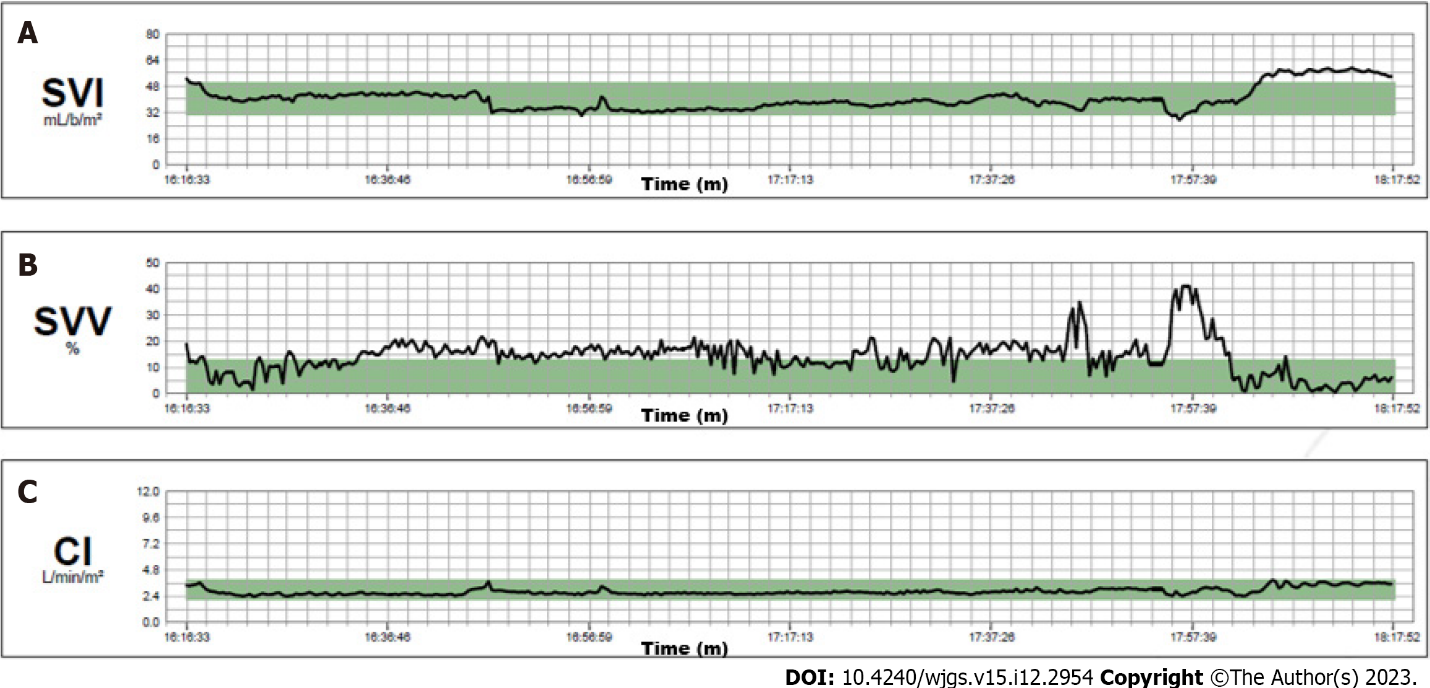 A
SVI
mL/b/m²
80
64
48
32
16
0
16:16:33 16:36:46 16:56:59 17:17:13 17:37:26 17:57:39 18:17:52
Time (m)
B
SVV
%
50
40
30
20
10
0
16:16:33 16:36:46 16:56:59 17:17:13 17:37:26 17:57:39 18:17:52
Time (m)
C
CI
L/min/m²
12.0
9.6
7.2
4.8
2.4
0.0
16:16:33 16:36:46 16:56:59 17:17:13 17:37:26 17:57:39 18:17:52
Time (m)
DOI: 10.4240/wjgs.v15.i12.2954 Copyright ©The Author(s) 2023.